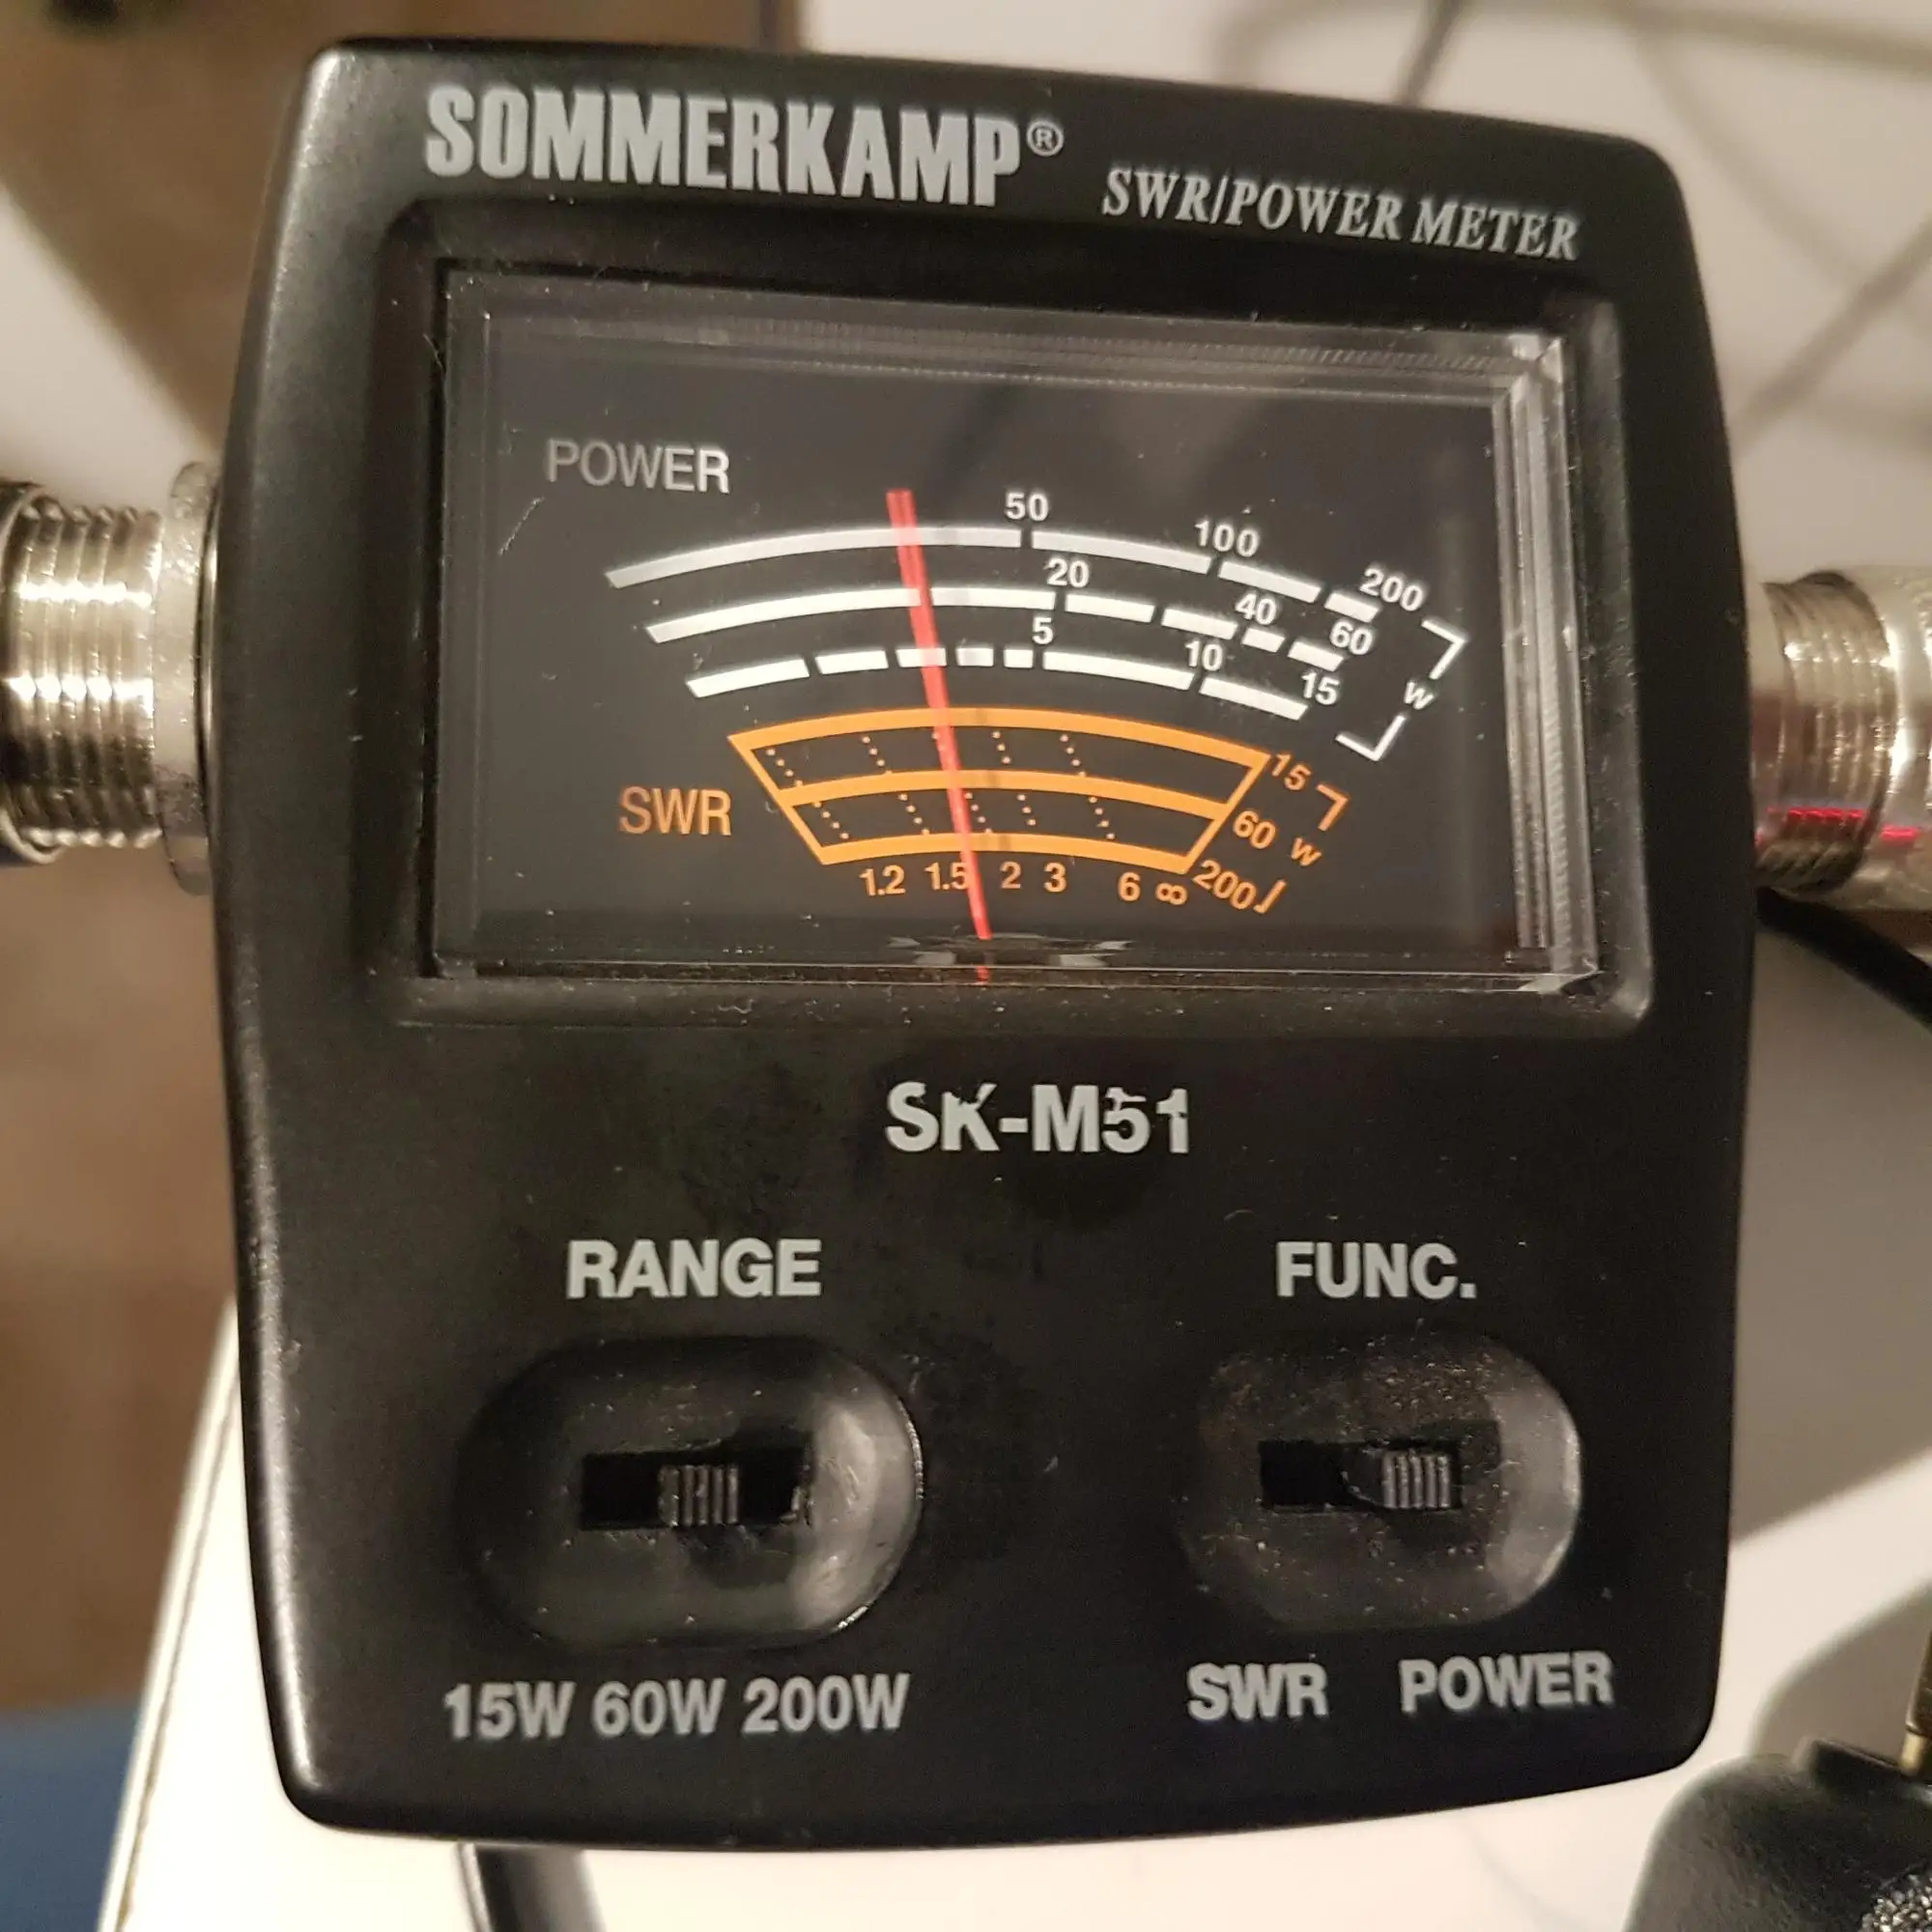 SOMMERKAMP®
SWR/POWER METER
POWER
50 100 200
20 40 60
5 10 15
W
SWR
15
60 W
200
1.2 1.5 2 3 6 ∞
SK-M51
RANGE
FUNC.
15W 60W 200W
SWR POWER